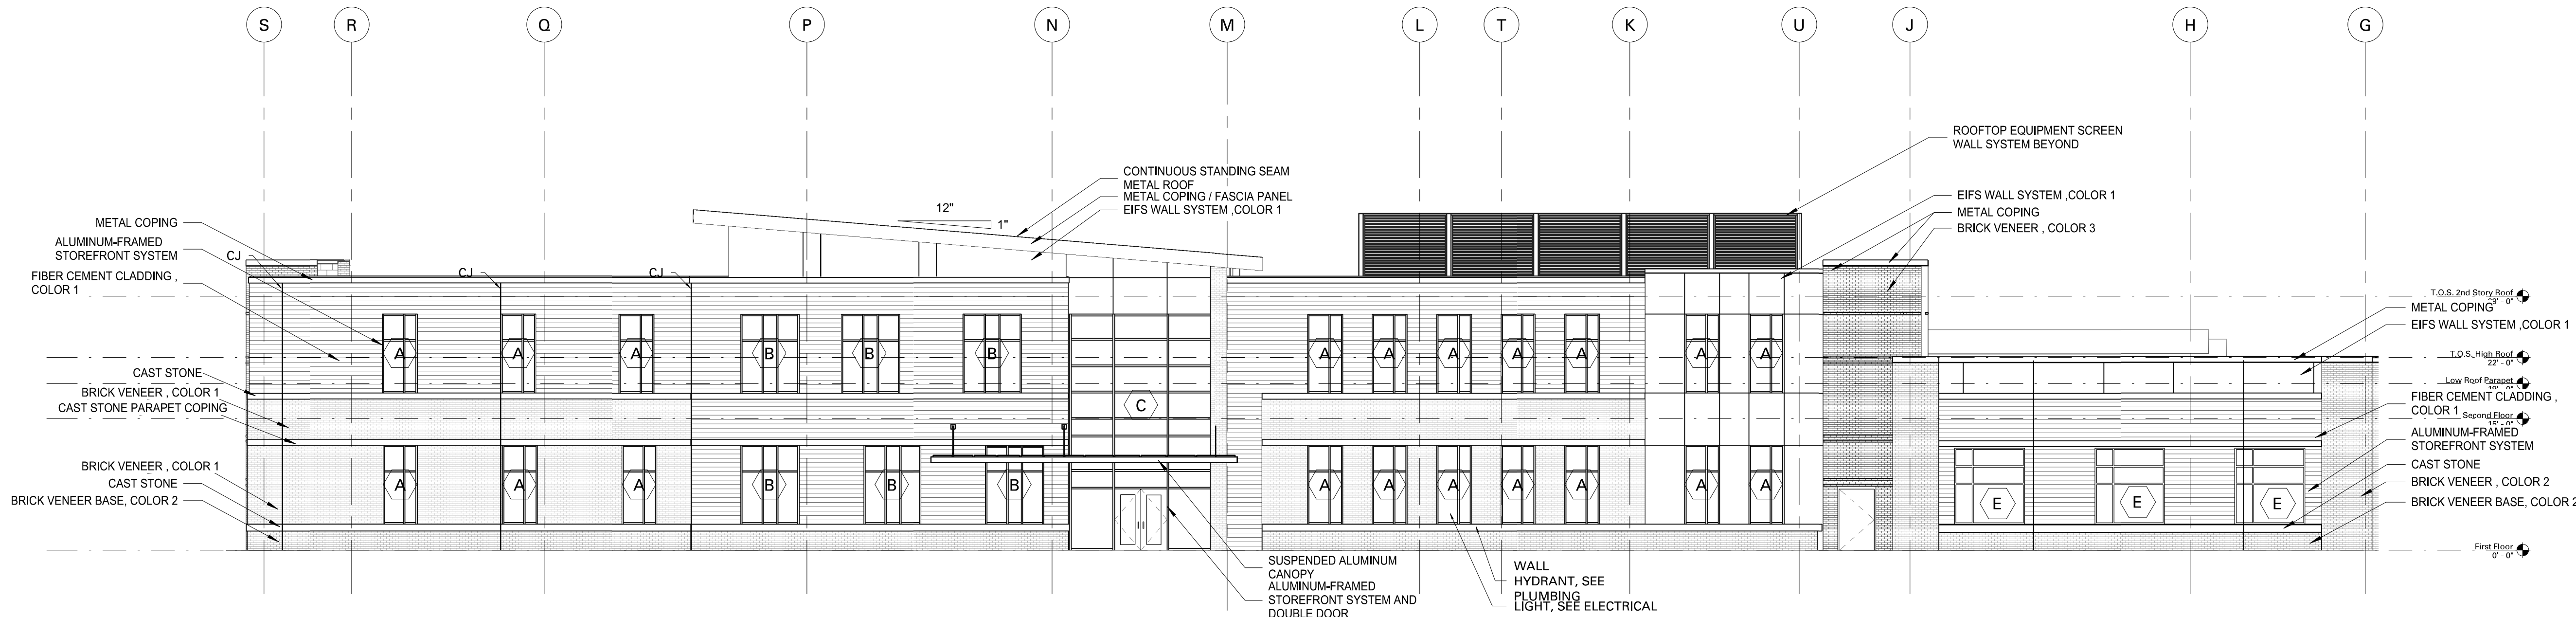 S R Q P N M L T K U J H G
ROOFTOP EQUIPMENT SCREEN
WALL SYSTEM BEYOND
CONTINUOUS STANDING SEAM
METAL ROOF
METAL COPING / FASCIA PANEL
EIFS WALL SYSTEM ,COLOR 1
12"
1"
EIFS WALL SYSTEM ,COLOR 1
METAL COPING
BRICK VENEER , COLOR 3
METAL COPING
ALUMINUM-FRAMED
STOREFRONT SYSTEM
CJ
CJ
CJ
FIBER CEMENT CLADDING ,
COLOR 1
CAST STONE
BRICK VENEER , COLOR 1
CAST STONE PARAPET COPING
BRICK VENEER , COLOR 1
CAST STONE
BRICK VENEER BASE, COLOR 2
A A A B B B A A A A A A A
C
A A A B B B A A A A A A A
E E E
T.O.S. 2nd Story Roof
29' - 0"
METAL COPING
EIFS WALL SYSTEM ,COLOR 1
T.O.S. High Roof
22' - 0"
Low Roof Parapet
19' - 0"
FIBER CEMENT CLADDING ,
COLOR 1
Second Floor
15' - 0"
ALUMINUM-FRAMED
STOREFRONT SYSTEM
CAST STONE
BRICK VENEER , COLOR 2
BRICK VENEER BASE, COLOR 2
First Floor
0' - 0"
SUSPENDED ALUMINUM
CANOPY
ALUMINUM-FRAMED
STOREFRONT SYSTEM AND
DOUBLE DOOR
WALL
HYDRANT, SEE
PLUMBING
LIGHT, SEE ELECTRICAL